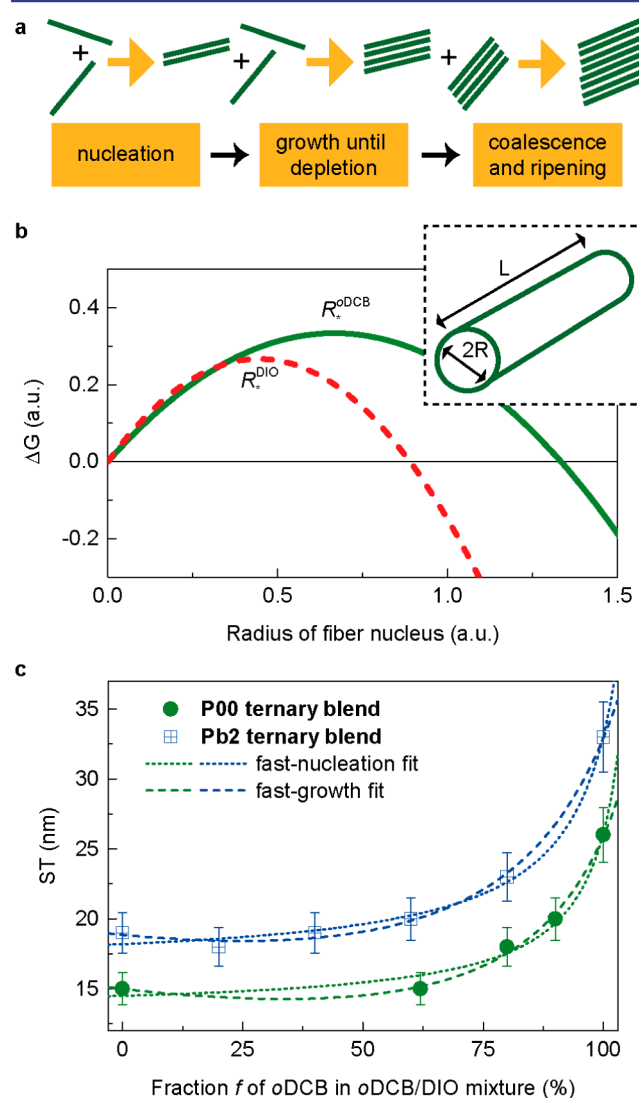 a
+
+
+
nucleation
growth until
depletion
coalescence
and ripening
b
L
2R
R*^oDCB
R*^DIO
0.4
0.2
0.0
-0.2
ΔG (a.u.)
0.0 0.5 1.0 1.5
Radius of fiber nucleus (a.u.)
c
P00 ternary blend
Pb2 ternary blend
fast-nucleation fit
fast-growth fit
35
30
25
20
15
ST (nm)
0 25 50 75 100
Fraction f of oDCB in oDCB/DIO mixture (%)